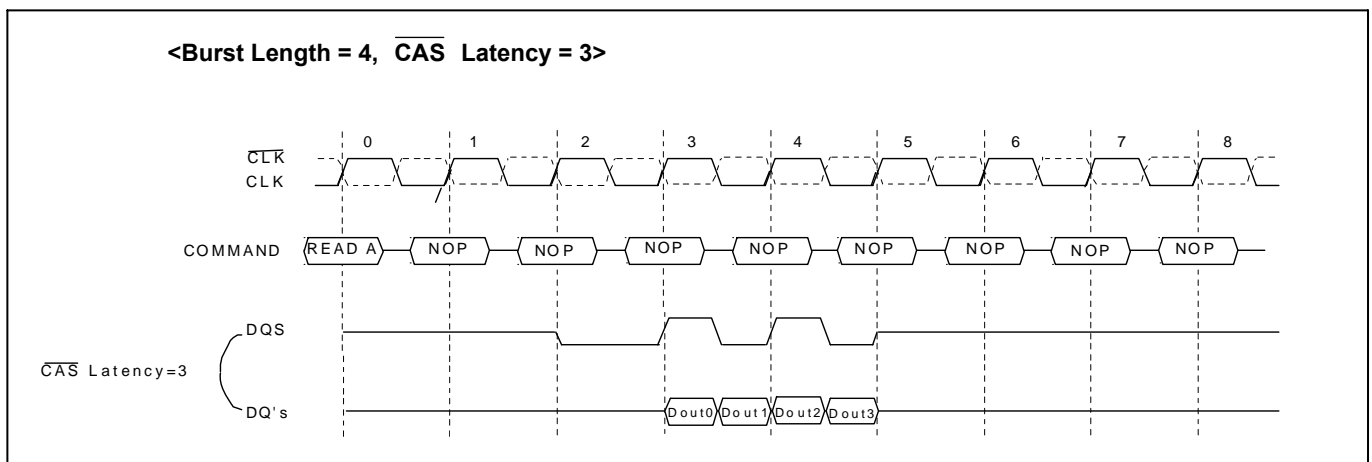 <Burst Length = 4, CAS Latency = 3>
0 1 2 3 4 5 6 7 8
CLK
CLK
COMMAND READ A NOP NOP NOP NOP NOP NOP NOP NOP
DQS
CAS Latency=3
DQ's Dout0 Dout1 Dout2 Dout3